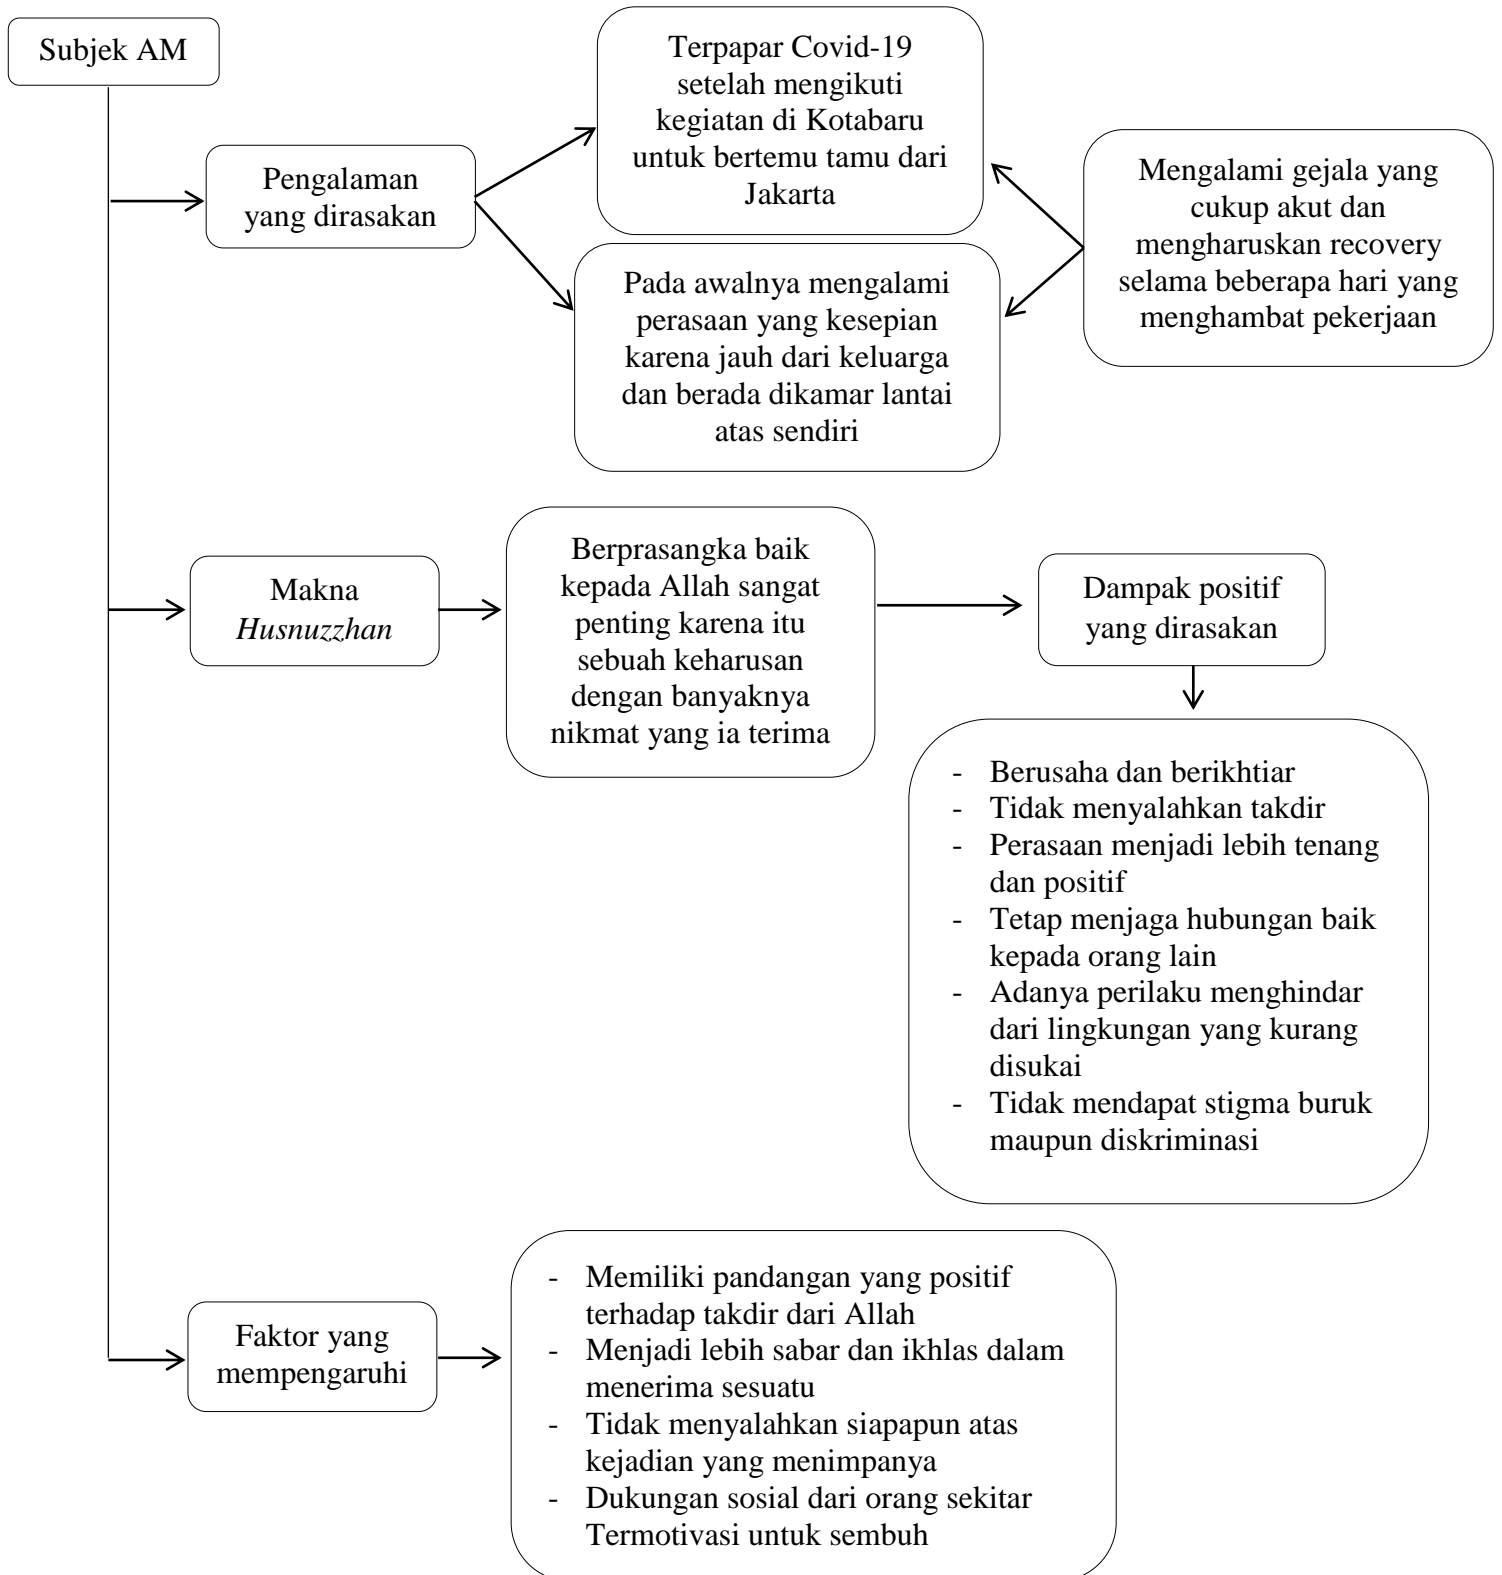 Subjek AM
Terpapar Covid-19
setelah mengikuti
kegiatan di Kotabaru
untuk bertemu tamu dari
Jakarta
Pengalaman
yang dirasakan
Mengalami gejala yang
cukup akut dan
mengharuskan recovery
selama beberapa hari yang
menghambat pekerjaan
Pada awalnya mengalami
perasaan yang kesepian
karena jauh dari keluarga
dan berada dikamar lantai
atas sendiri
Makna
Husnuzzhan
Berprasangka baik
kepada Allah sangat
penting karena itu
sebuah keharusan
dengan banyaknya
nikmat yang ia terima
Dampak positif
yang dirasakan
- Berusaha dan berikhtiar
- Tidak menyalahkan takdir
- Perasaan menjadi lebih tenang
dan positif
- Tetap menjaga hubungan baik
kepada orang lain
- Adanya perilaku menghindar
dari lingkungan yang kurang
disukai
- Tidak mendapat stigma buruk
maupun diskriminasi
Faktor yang
mempengaruhi
- Memiliki pandangan yang positif
terhadap takdir dari Allah
- Menjadi lebih sabar dan ikhlas dalam
menerima sesuatu
- Tidak menyalahkan siapapun atas
kejadian yang menimpanya
- Dukungan sosial dari orang sekitar
Termotivasi untuk sembuh